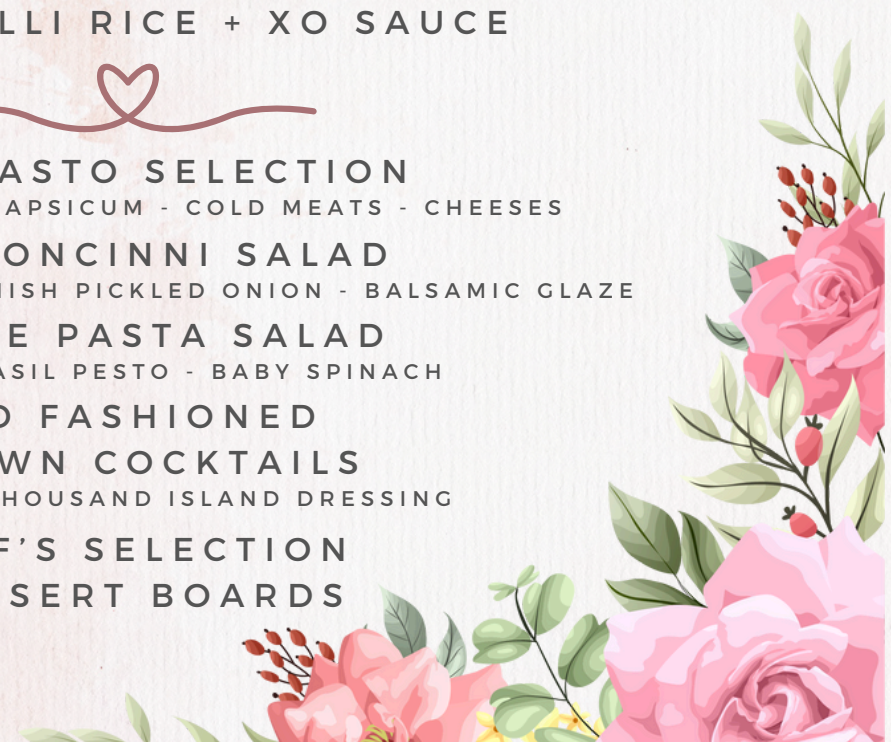 LLI RICE + XO SAUCE
ASTO SELECTION
APSICUM - COLD MEATS - CHEESES
ONCINNI SALAD
ISH PICKLED ONION - BALSAMIC GLAZE
E PASTA SALAD
ASIL PESTO - BABY SPINACH
D FASHIONED
WN COCKTAILS
HOUSAND ISLAND DRESSING
F'S SELECTION
SERT BOARDS